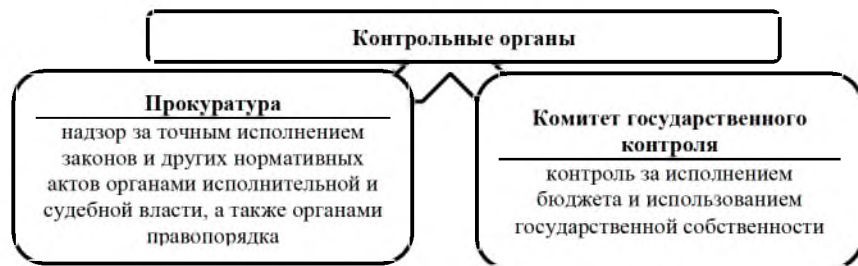 Контрольные органы
Прокуратура
надзор за точным исполнением
законов и других нормативных
актов органами исполнительной и
судебной власти, а также органами
правопорядка
Комитет государственного
контроля
контроль за исполнением
бюджета и использованием
государственной собственности